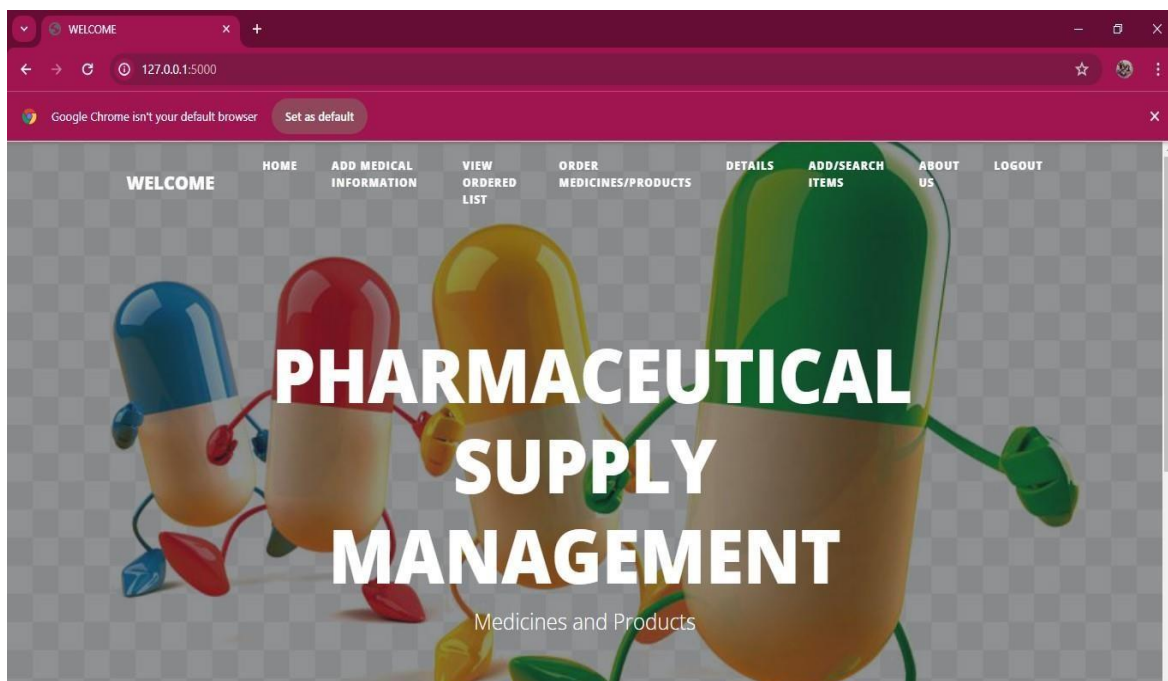 WELCOME
127.0.0.1:5000
Google Chrome isn't your default browser Set as default
WELCOME
HOME
ADD MEDICAL
INFORMATION
VIEW
ORDERED
LIST
ORDER
MEDICINES/PRODUCTS
DETAILS
ADD/SEARCH
ITEMS
ABOUT
US
LOGOUT
PHARMACEUTICAL
SUPPLY
MANAGEMENT
Medicines and Products